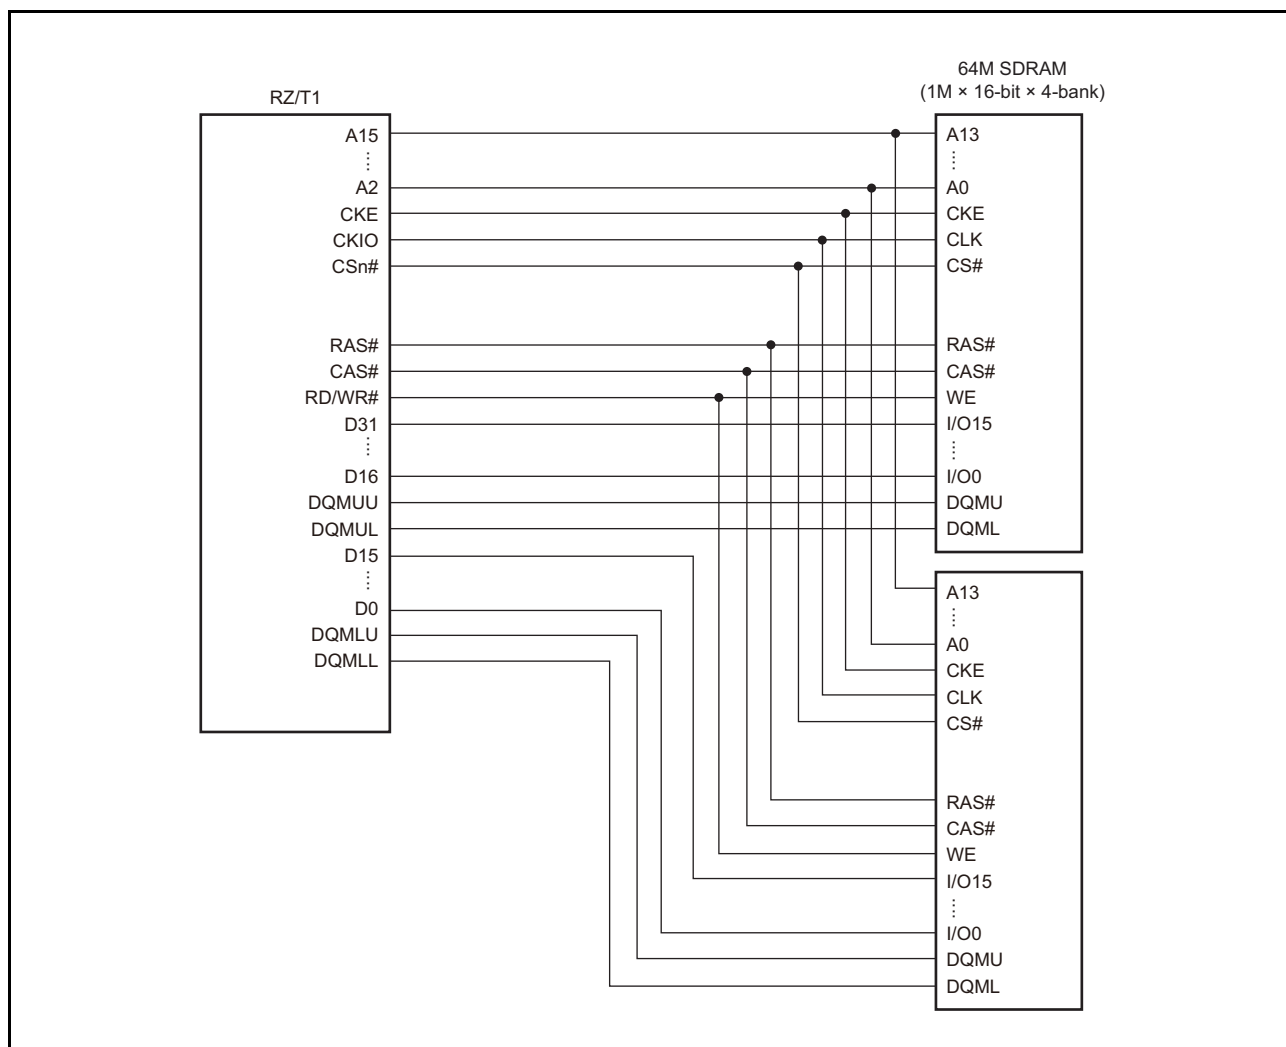 RZ/T1
A15
A2
CKE
CKIO
CSn#
RAS#
CAS#
RD/WR#
D31
D16
DQMUU
DQMUL
D15
D0
DQMLU
DQMLL
64M SDRAM
(1M × 16-bit × 4-bank)
A13
A0
CKE
CLK
CS#
RAS#
CAS#
WE
I/O15
I/O0
DQMU
DQML
A13
A0
CKE
CLK
CS#
RAS#
CAS#
WE
I/O15
I/O0
DQMU
DQML